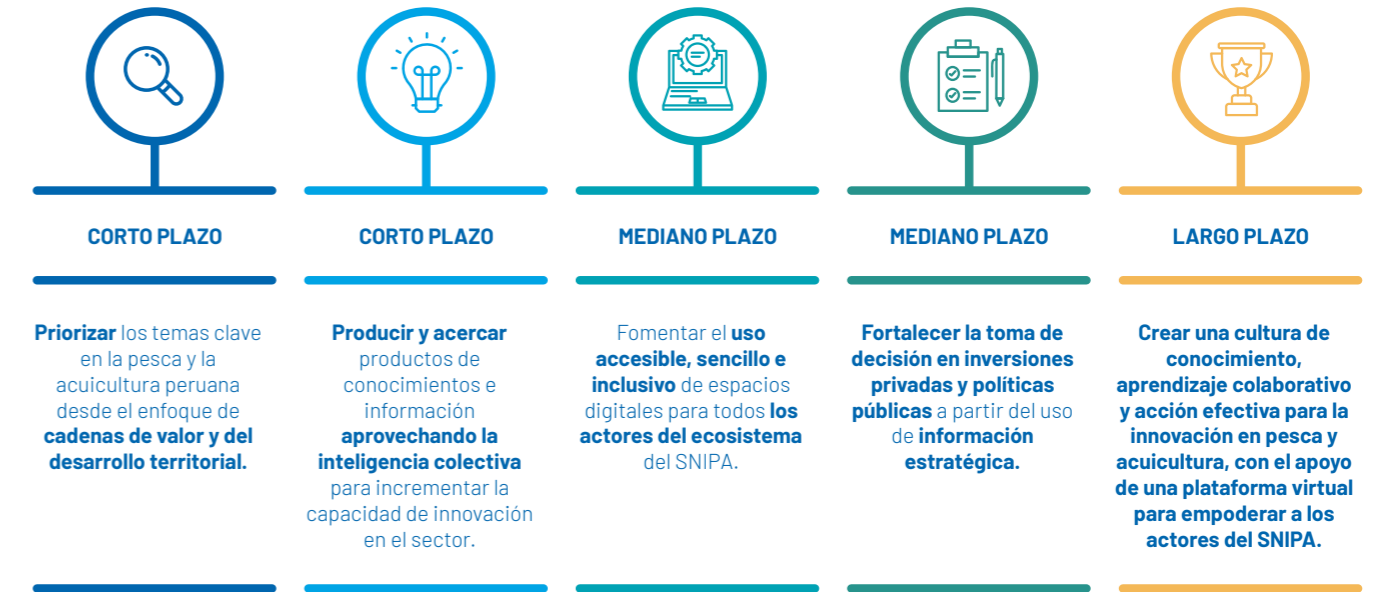 CORTO PLAZO
Priorizar los temas clave
en la pesca y la
acuicultura peruana
desde el enfoque de
cadenas de valor y del
desarrollo territorial.
CORTO PLAZO
Producir y acercar
productos de
conocimientos e
información
aprovechando la
inteligencia colectiva
para incrementar la
capacidad de innovación
en el sector.
MEDIANO PLAZO
Fomentar el uso
accesible, sencillo e
inclusivo de espacios
digitales para todos los
actores del ecosistema
del SNIPA.
MEDIANO PLAZO
Fortalecer la toma de
decisión en inversiones
privadas y políticas
públicas a partir del uso
de información
estratégica.
LARGO PLAZO
Crear una cultura de
conocimiento,
aprendizaje colaborativo
y acción efectiva para la
innovación en pesca y
acuicultura, con el apoyo
de una plataforma virtual
para empoderar a los
actores del SNIPA.